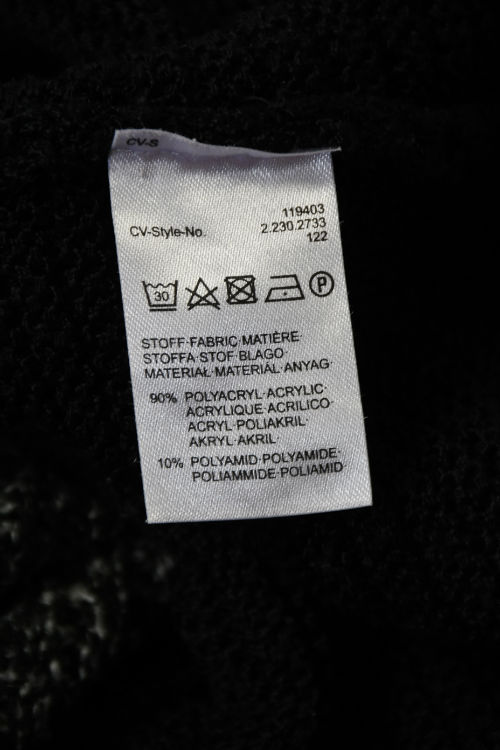 CV-S
119403
CV-Style-No. 2.230.2733
122
30 P
STOFF·FABRIC·MATIÈRE·
STOFFA·STOF·BLAGO·
MATERIAŁ·MATERIÁL·ANYAG·
90% POLYACRYL·ACRYLIC·
ACRYLIQUE·ACRILICO·
ACRYL·POLIAKRIL·
AKRYL·AKRIL·
10% POLYAMID·POLYAMIDE·
POLIAMMIDE·POLIAMID·